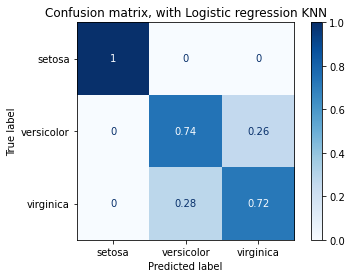 Confusion matrix, with Logistic regression KNN
True label
setosa 1 0 0
versicolor 0 0.74 0.26
virginica 0 0.28 0.72
setosa versicolor virginica
Predicted label
1.0
0.8
0.6
0.4
0.2
0.0